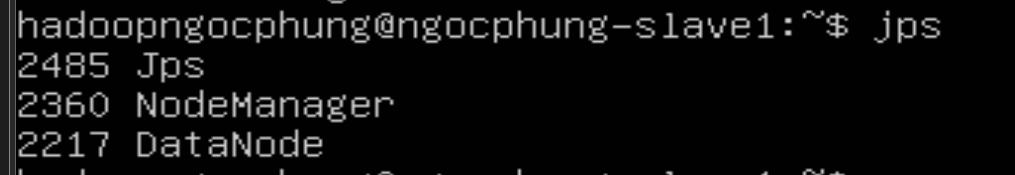 hadoopngocphung@ngocphung-slave1:~$ jps
2485 Jps
2360 NodeManager
2217 DataNode